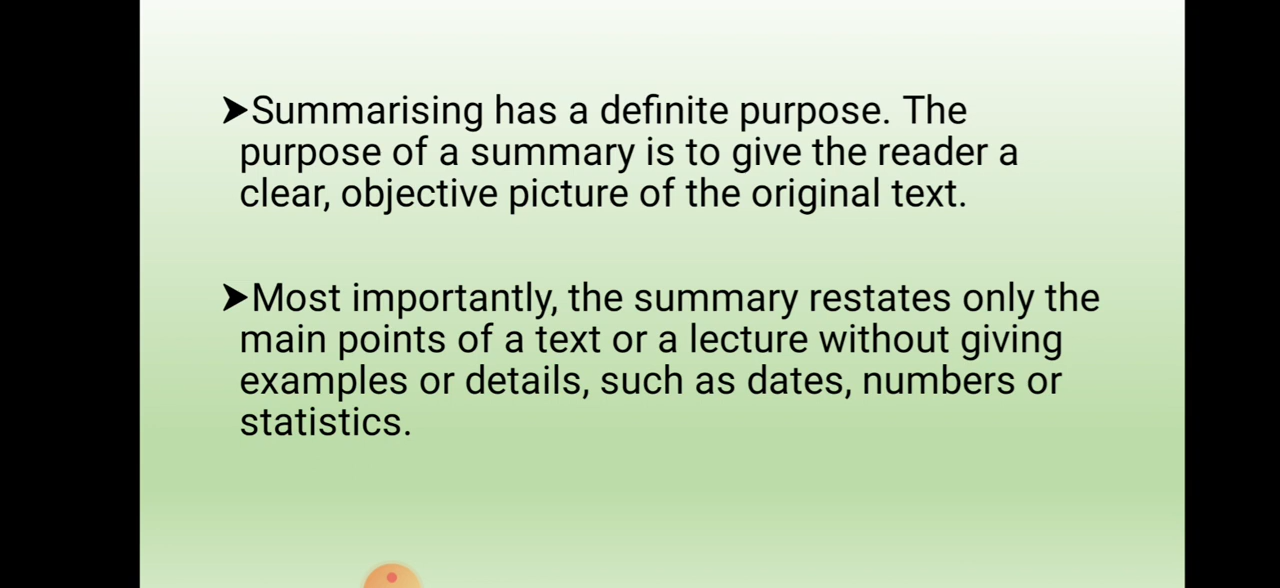 ➤Summarising has a definite purpose. The
purpose of a summary is to give the reader a
clear, objective picture of the original text.
➤Most importantly, the summary restates only the
main points of a text or a lecture without giving
examples or details, such as dates, numbers or
statistics.